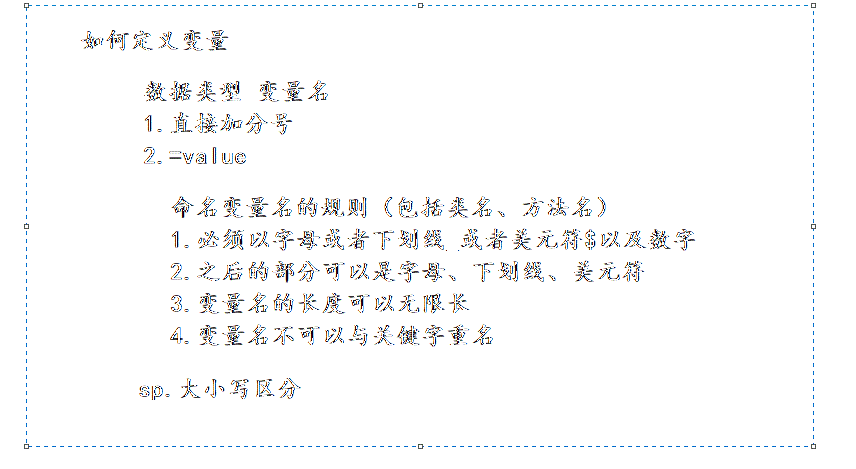 如何定义变量
数据类型 变量名
1.直接加分号
2.=value
命名变量名的规则（包括类名、方法名）
1.必须以字母或者下划线 或者美元符$以及数字
2.之后的部分可以是字母、下划线、美元符
3.变量名的长度可以无限长
4.变量名不可以与关键字重名
sp.大小写区分